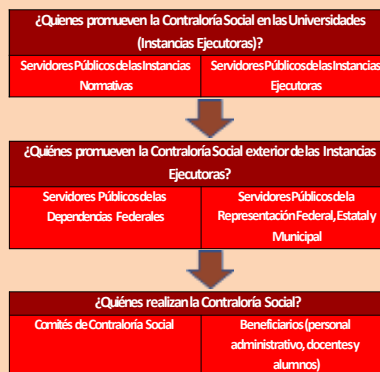 ¿Quienes promueven la Contraloría Social en las Universidades
(Instancias Ejecutoras)?
Servidores Públicos de las Instancias
Normativas
Servidores Públicos de las Instancias
Ejecutoras
¿Quiénes promueven la Contraloría Social exterior de las Instancias
Ejecutoras?
Servidores Públicos de las
Dependencias Federales
Servidores Públicos de la
Representación Federal, Estatal y
Municipal
¿Quiénes realizan la Contraloría Social?
Comités de Contraloría Social
Beneficiarios (personal
administrativo, docentes y
alumnos)